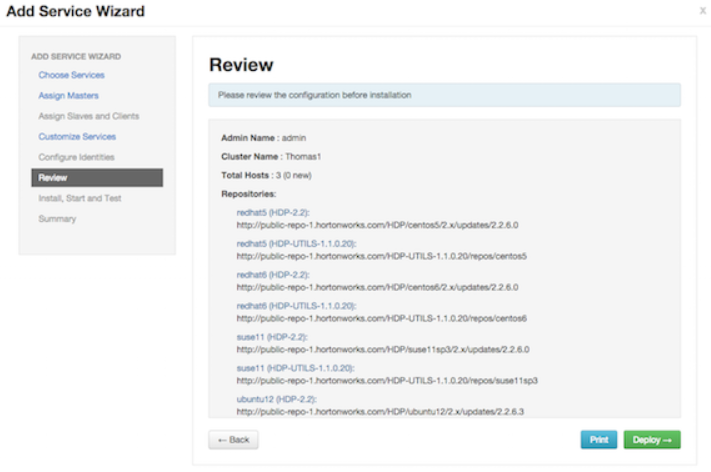 Add Service Wizard
x
ADD SERVICE WIZARD
Choose Services
Assign Masters
Assign Slaves and Clients
Customize Services
Configure Identities
Review
Install, Start and Test
Summary
Review
Please review the configuration before installation
Admin Name : admin
Cluster Name : Thomas1
Total Hosts : 3 (0 new)
Repositories:
redhat5 (HDP-2.2):
http://public-repo-1.hortonworks.com/HDP/centos5/2.x/updates/2.2.6.0
redhat5 (HDP-UTILS-1.1.0.20):
http://public-repo-1.hortonworks.com/HDP-UTILS-1.1.0.20/repos/centos5
redhat6 (HDP-2.2):
http://public-repo-1.hortonworks.com/HDP/centos6/2.x/updates/2.2.6.0
redhat6 (HDP-UTILS-1.1.0.20):
http://public-repo-1.hortonworks.com/HDP-UTILS-1.1.0.20/repos/centos6
suse11 (HDP-2.2):
http://public-repo-1.hortonworks.com/HDP/suse11sp3/2.x/updates/2.2.6.0
suse11 (HDP-UTILS-1.1.0.20):
http://public-repo-1.hortonworks.com/HDP-UTILS-1.1.0.20/repos/suse11sp3
ubuntu12 (HDP-2.2):
http://public-repo-1.hortonworks.com/HDP/ubuntu12/2.x/updates/2.2.6.3
← Back
Print
Deploy →